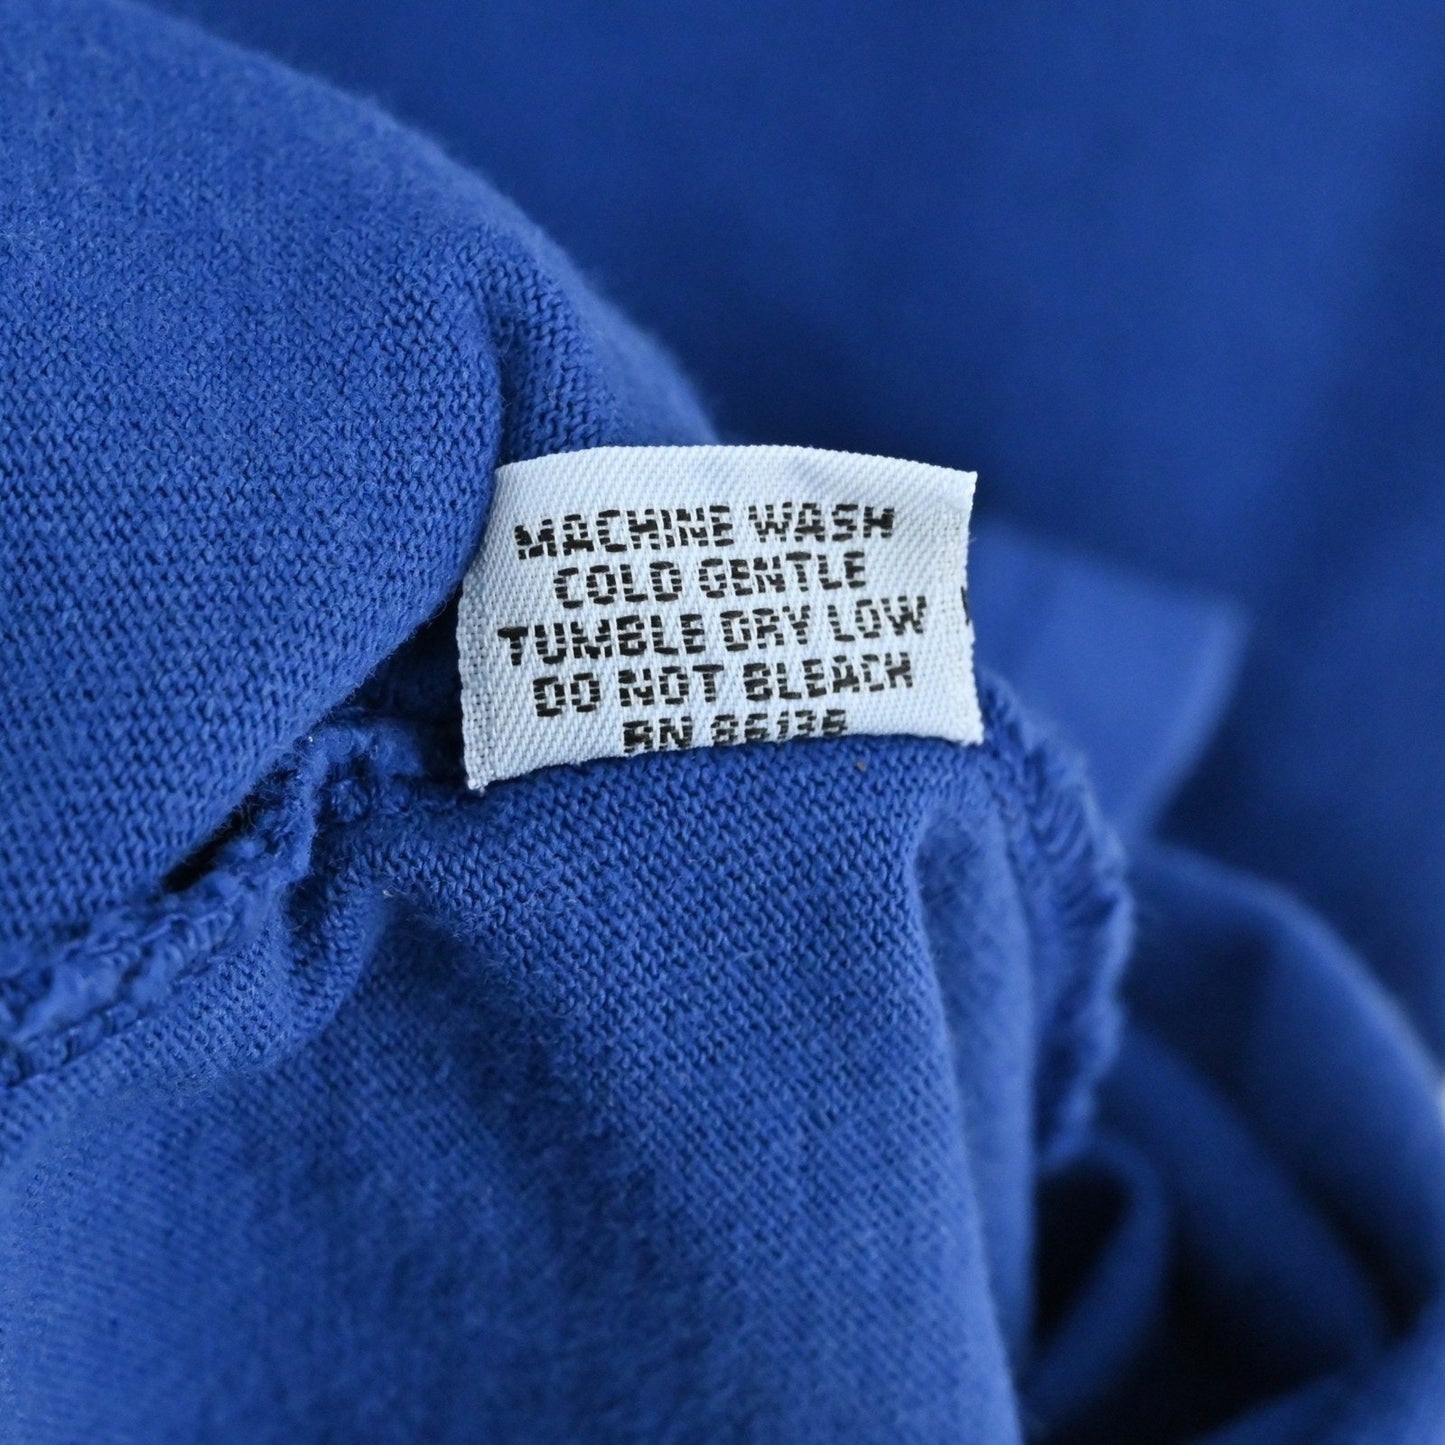 MACHINE WASH
COLD GENTLE
TUMBLE DRY LOW
DO NOT BLEACH
RN